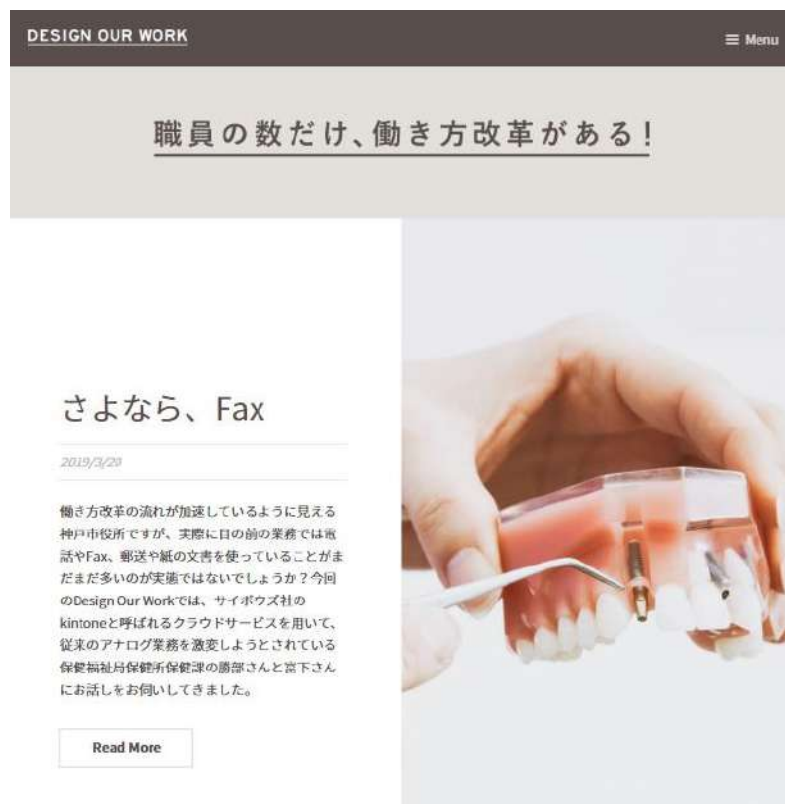 DESIGN OUR WORK
≡ Menu
職員の数だけ、働き方改革がある!
さよなら、Fax
2019/3/20
働き方改革の流れが加速しているように見える
神戸市役所ですが、実際に目の前の業務では電
話やFax、郵送や紙の文書を使っていることがま
だまだ多いのが実態ではないでしょうか？今回
のDesign Our Workでは、サイボウズ社の
kintoneと呼ばれるクラウドサービスを用いて、
従来のアナログ業務を激変しようとされている
保健福祉局保健所保健課の勝部さんと宮下さん
にお話しをお伺いしてきました。
Read More